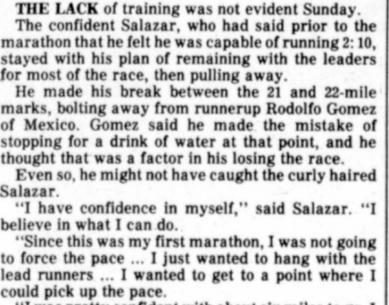 THE LACK of training was not evident Sunday.
The confident Salazar, who had said prior to the
marathon that he felt he was capable of running 2:10,
stayed with his plan of remaining with the leaders
for most of the race, then pulling away.
He made his break between the 21 and 22-mile
marks, bolting away from runnerup Rodolfo Gomez
of Mexico. Gomez said he made the mistake of
stopping for a drink of water at that point, and he
thought that was a factor in his losing the race.
Even so, he might not have caught the curly haired
Salazar.
"I have confidence in myself," said Salazar. "I
believe in what I can do.
"Since this was my first marathon, I was not going
to force the pace ... I just wanted to hang with the
lead runners ... I wanted to get to a point where I
could pick up the pace.